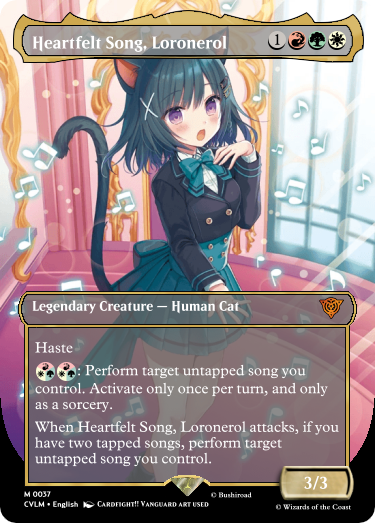 Heartfelt Song, Loronerol 1
Legendary Creature — Human Cat
Haste
: Perform target untapped song you
control. Activate only once per turn, and only
as a sorcery.
When Heartfelt Song, Loronerol attacks, if you
have two tapped songs, perform target
untapped song you control.
3/3
M 0037
© Bushiroad
CVLM • English CARDFIGHT!! VANGUARD ART USED
© Wizards of the Coast